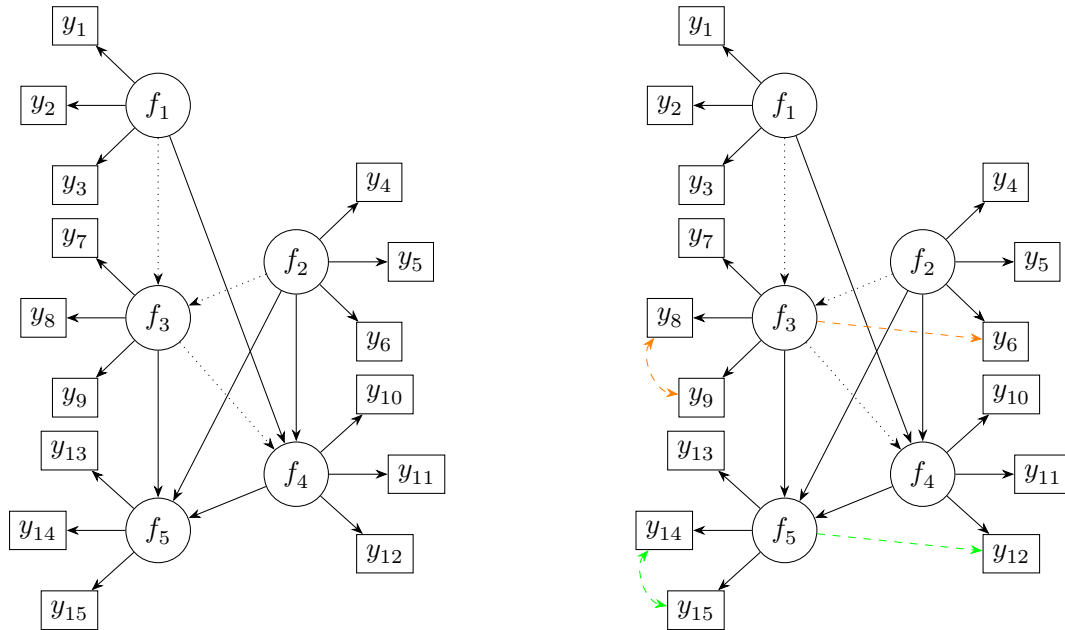 y₁
y₂
f₁
y₃
y₄
y₇
f₂
y₅
y₈
f₃
y₆
y₉
y₁₀
y₁₃
f₄
y₁₁
y₁₄
f₅
y₁₂
y₁₅
y₁
y₂
f₁
y₃
y₄
y₇
f₂
y₅
y₈
f₃
y₆
y₉
y₁₀
y₁₃
f₄
y₁₁
y₁₄
f₅
y₁₂
y₁₅